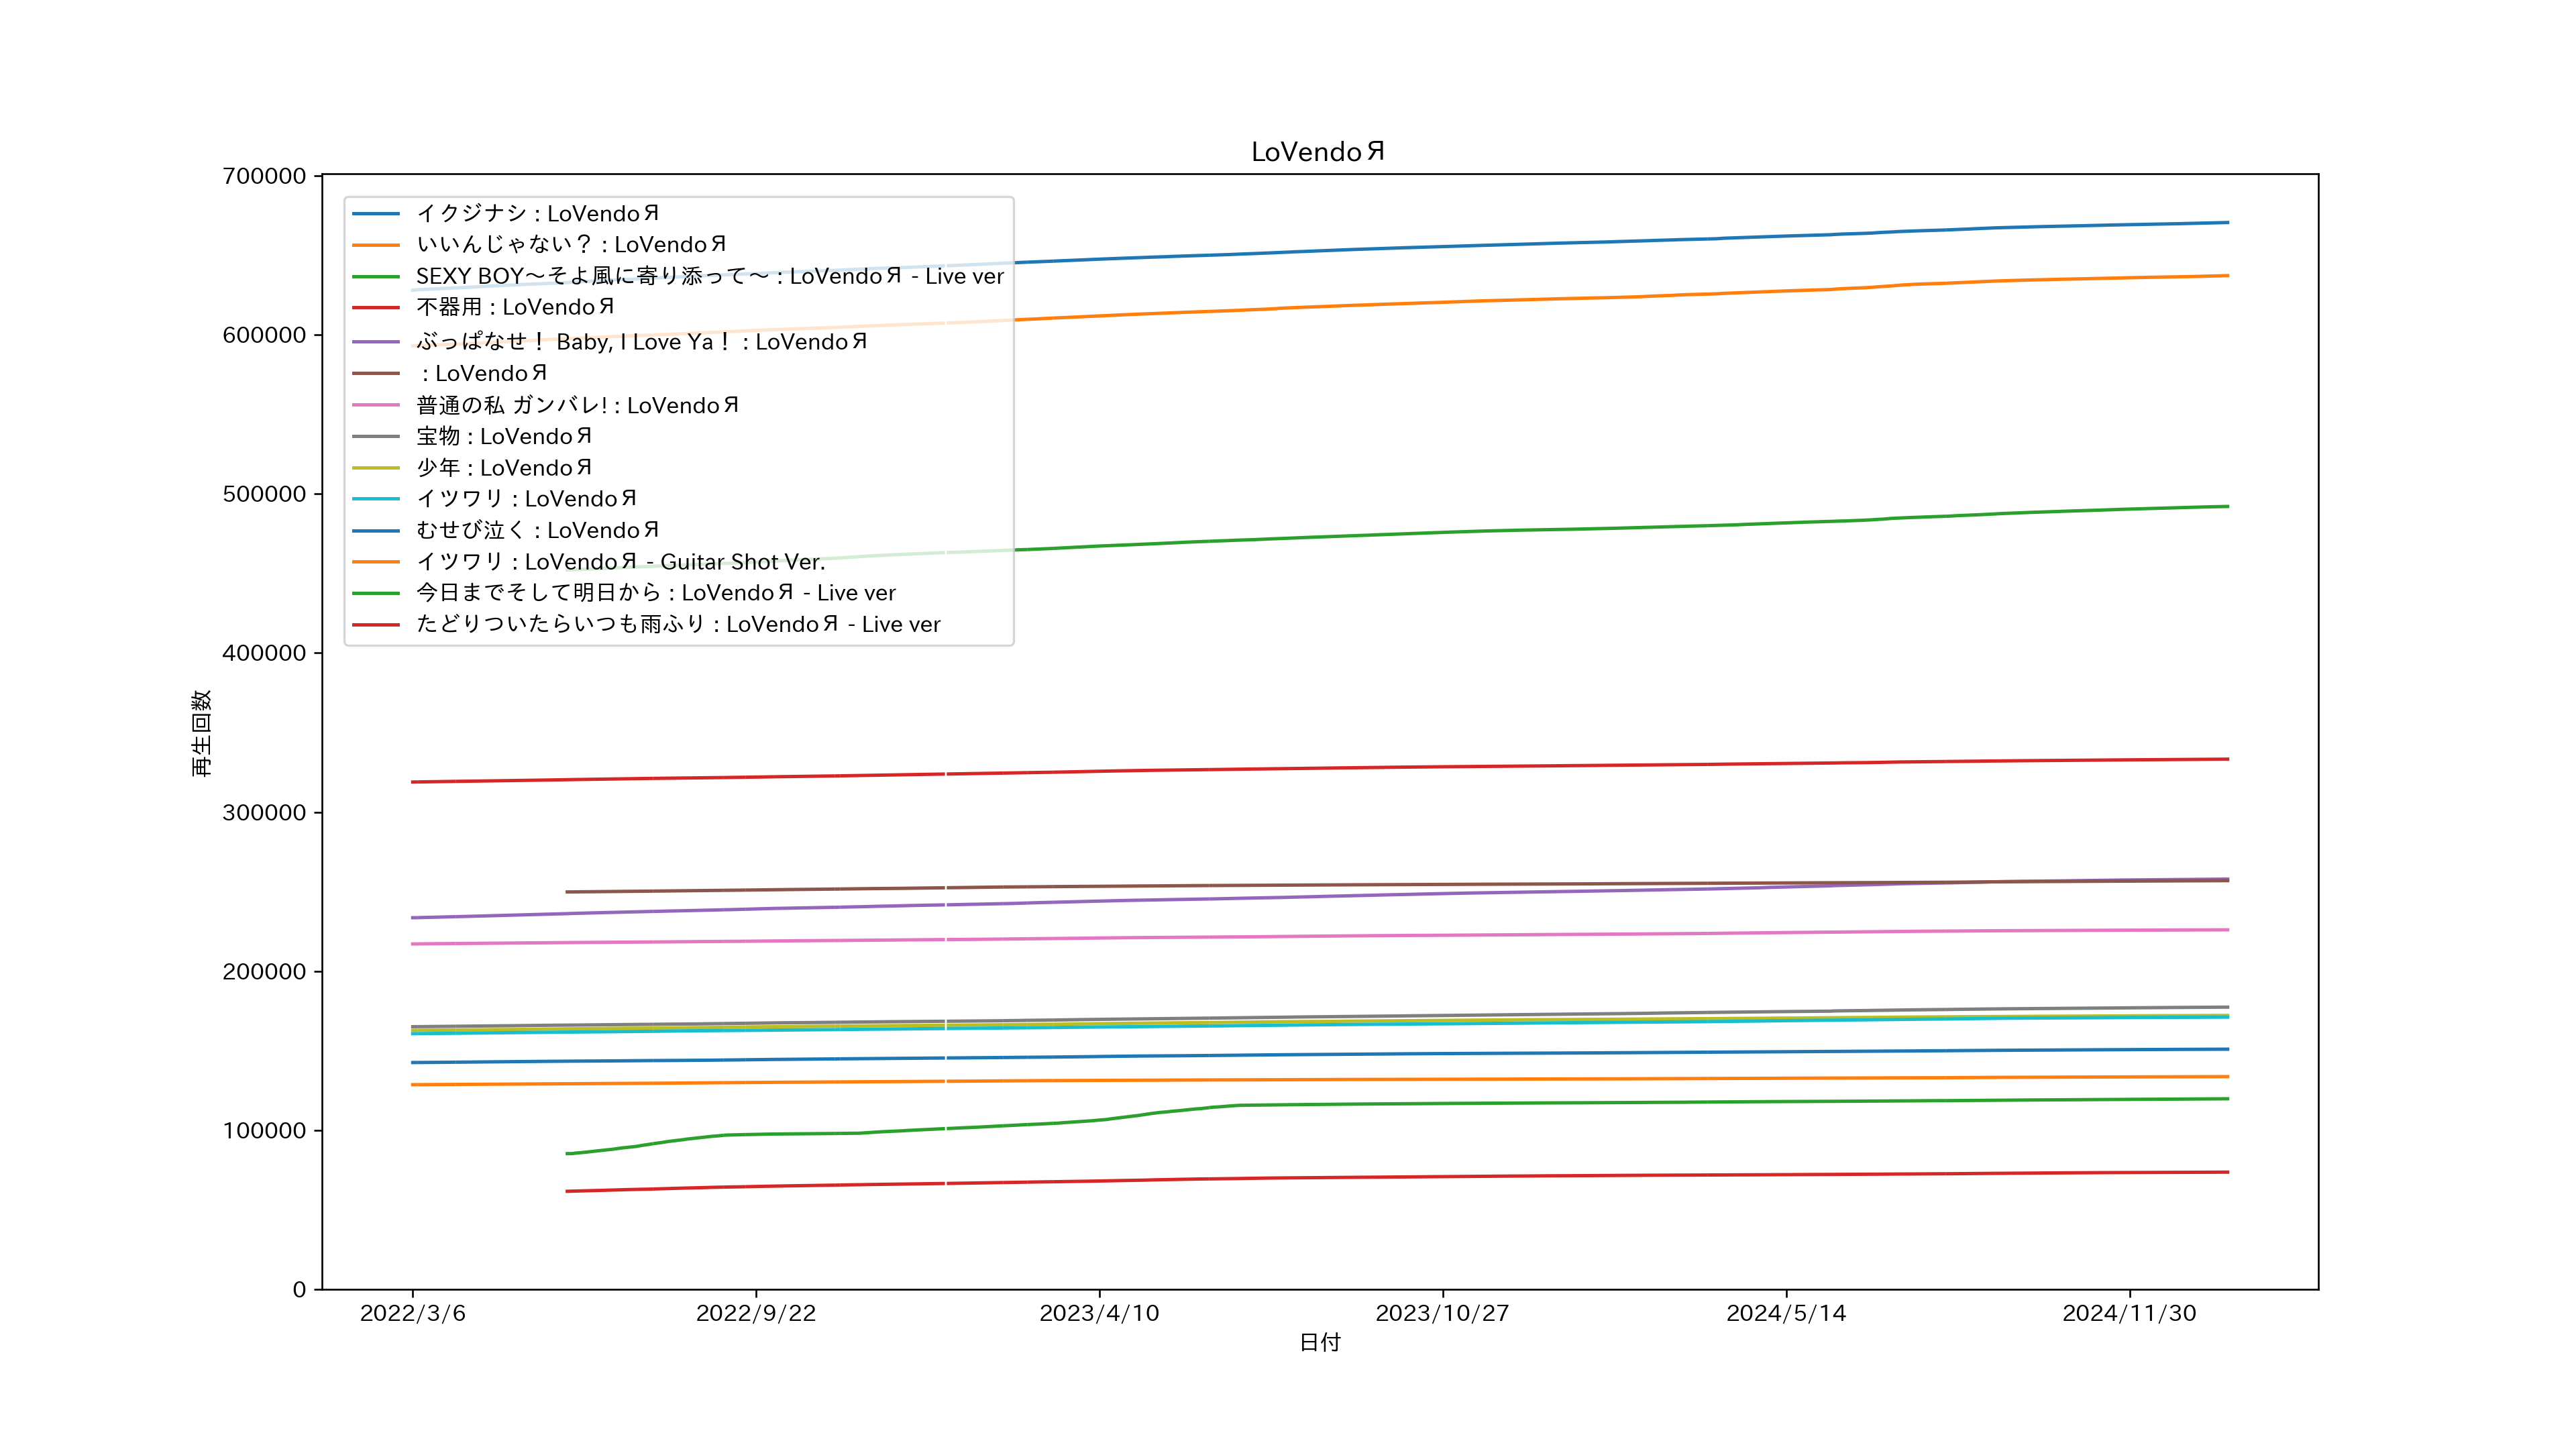 LoVendoЯ
700000
600000
500000
400000
300000
200000
100000
0
再生回数
イクジナシ : LoVendoЯ
いいんじゃない？ : LoVendoЯ
SEXY BOY～そよ風に寄り添って～ : LoVendoЯ - Live ver
不器用 : LoVendoЯ
ぶっぱなせ！ Baby, I Love Ya！ : LoVendoЯ
: LoVendoЯ
普通の私 ガンバレ! : LoVendoЯ
宝物 : LoVendoЯ
少年 : LoVendoЯ
イツワリ : LoVendoЯ
むせび泣く : LoVendoЯ
イツワリ : LoVendoЯ - Guitar Shot Ver.
今日までそして明日から : LoVendoЯ - Live ver
たどりついたらいつも雨ふり : LoVendoЯ - Live ver
2022/3/6
2022/9/22
2023/4/10
2023/10/27
2024/5/14
2024/11/30
日付